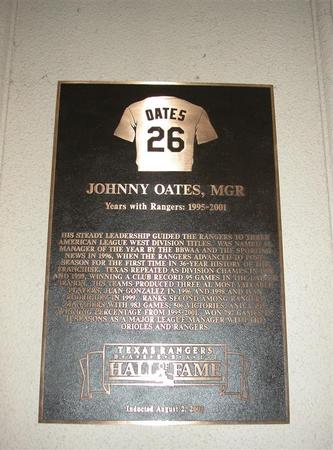 OATES
26
JOHNNY OATES, MGR
Years with Rangers: 1995-2001
HIS STEADY LEADERSHIP GUIDED THE RANGERS TO THREE
AMERICAN LEAGUE WEST DIVISION TITLES. WAS NAMED AL
MANAGER OF THE YEAR BY THE BBWAA AND THE SPORTING
NEWS IN 1996, WHEN THE RANGERS ADVANCED TO POST-
SEASON FOR THE FIRST TIME IN 36-YEAR HISTORY OF THE
FRANCHISE. TEXAS REPEATED AS DIVISION CHAMPS IN 1998
AND 1999, WINNING A CLUB RECORD 95 GAMES IN THE LATTER
SEASON. HIS TEAMS PRODUCED THREE AL MOST VALUABLE
PLAYERS, JUAN GONZALEZ IN 1996 AND 1998 AND IVAN
RODRIGUEZ IN 1999. RANKS SECOND AMONG RANGERS
MANAGERS WITH 983 GAMES, 506 VICTORIES, AND
WINNING PERCENTAGE FROM 1995-2001. WON 797 GAMES IN
11 SEASONS AS A MAJOR LEAGUE MANAGER WITH THE
ORIOLES AND RANGERS.
TEXAS RANGERS
BASEBALL
HALL OF FAME
Inducted August 2,